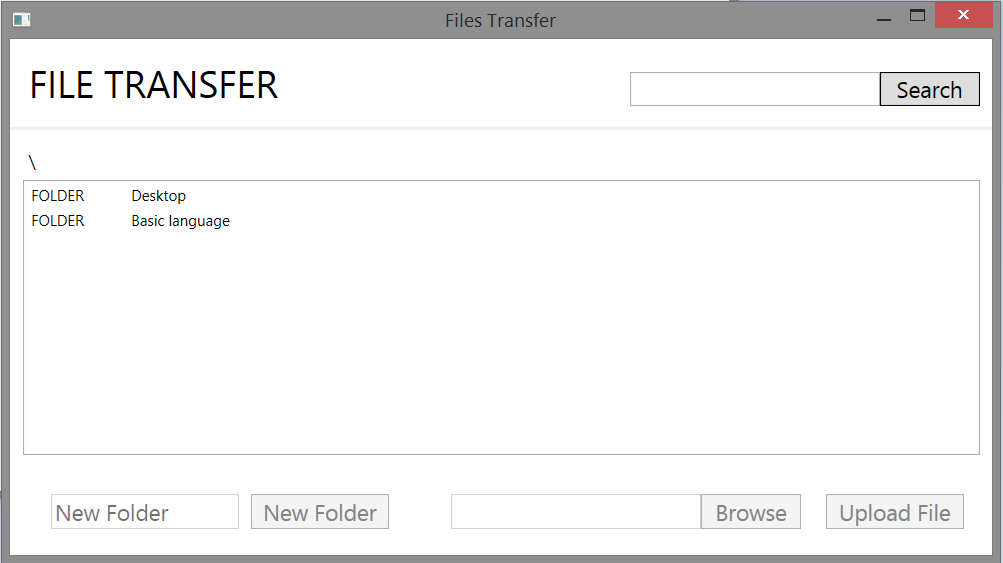 Files Transfer
FILE TRANSFER
Search
\
FOLDER Desktop
FOLDER Basic language
New Folder New Folder Browse Upload File